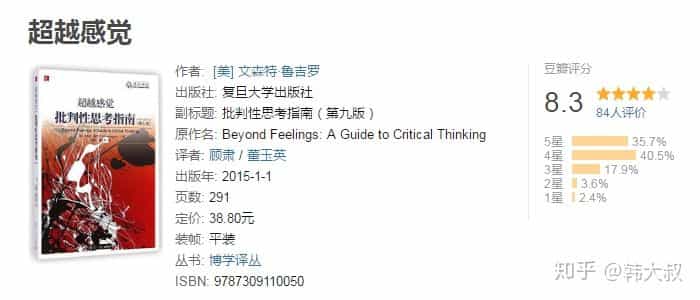 超越感觉
超越感觉
批判性思考指南
作者: [美] 文森特·鲁吉罗
出版社: 复旦大学出版社
副标题: 批判性思考指南（第九版）
原作名: Beyond Feelings: A Guide to Critical Thinking
译者: 顾肃 / 董玉英
出版年: 2015-1-1
页数: 291
定价: 38.80元
装帧: 平装
丛书: 博学译丛
ISBN: 9787309110050
豆瓣评分
8.3
84人评价
5星 35.7%
4星 40.5%
3星 17.9%
2星 3.6%
1星 2.4%
知乎 @韩大叔